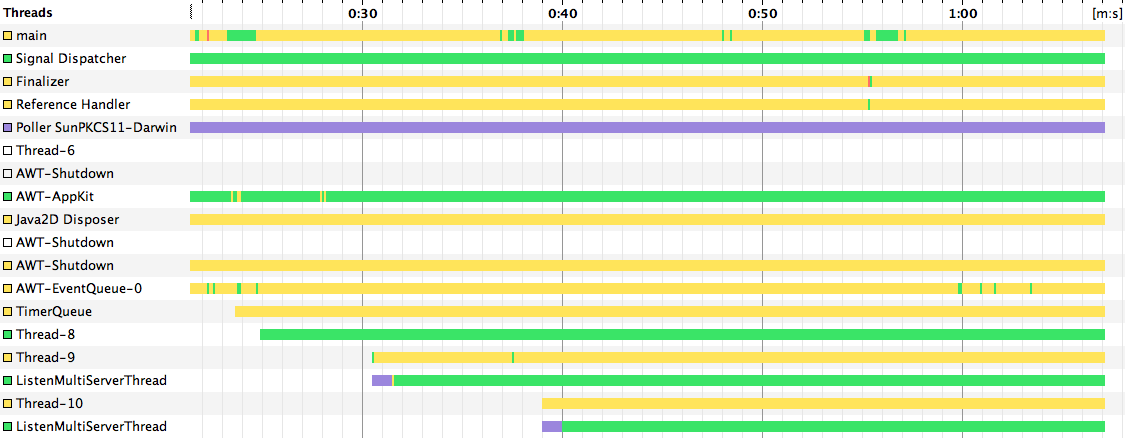 Threads 0:30 0:40 0:50 1:00 [m:s]
main
Signal Dispatcher
Finalizer
Reference Handler
Poller SunPKCS11-Darwin
Thread-6
AWT-Shutdown
AWT-AppKit
Java2D Disposer
AWT-Shutdown
AWT-Shutdown
AWT-EventQueue-0
TimerQueue
Thread-8
Thread-9
ListenMultiServerThread
Thread-10
ListenMultiServerThread